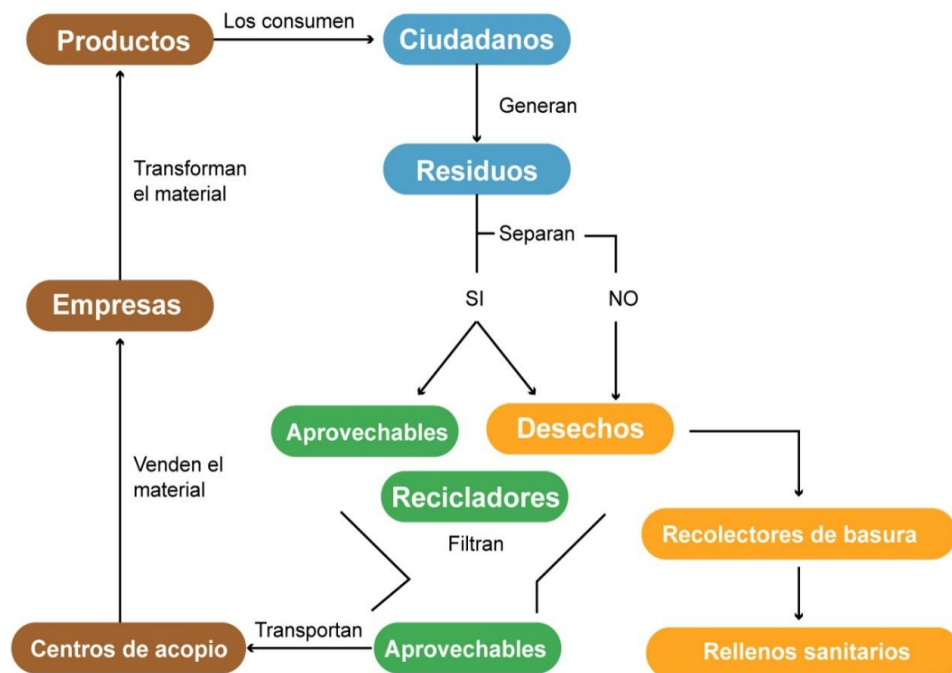 Productos
Los consumen
Ciudadanos
Generan
Residuos
Transforman
el material
Separan
Empresas
SI
NO
Aprovechables
Desechos
Venden el
material
Recicladores
Filtran
Recolectores de basura
Centros de acopio
Transportan
Aprovechables
Rellenos sanitarios